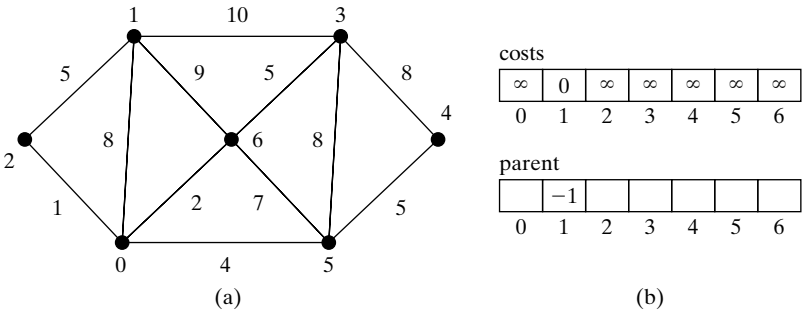 1 10 3
5 9 5 8
8 6 8 4
2
1 2 7 5
0 4 5
(a)
costs
∞ 0 ∞ ∞ ∞ ∞ ∞
0 1 2 3 4 5 6
parent
−1
0 1 2 3 4 5 6
(b)